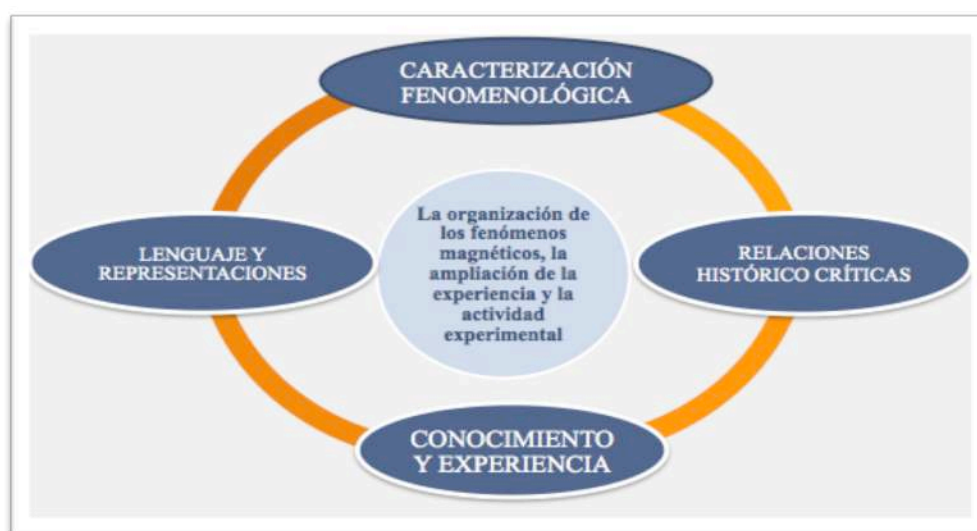 CARACTERIZACIÓN
FENOMENOLÓGICA
LENGUAJE Y
REPRESENTACIONES
La organización de
los fenómenos
magnéticos, la
ampliación de la
experiencia y la
actividad
experimental
RELACIONES
HISTÓRICO CRÍTICAS
CONOCIMIENTO
Y EXPERIENCIA